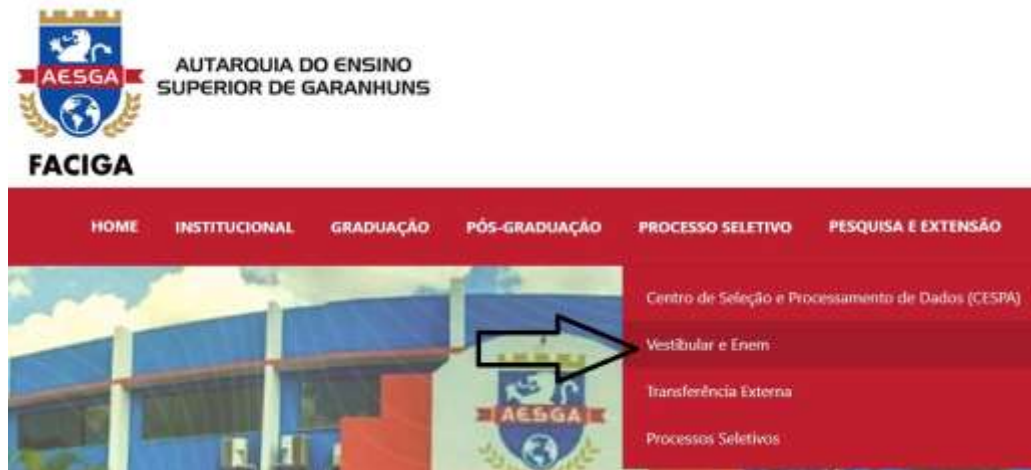 AESGA
AUTARQUIA DO ENSINO
SUPERIOR DE GARANHUNS
FACIGA
HOME INSTITUCIONAL GRADUAÇÃO PÓS-GRADUAÇÃO PROCESSO SELETIVO PESQUISA E EXTENSÃO
Centro de Seleção e Processamento de Dados (CESPA)
Vestibular e Enem
Transferência Externa
Processos Seletivos
AESGA